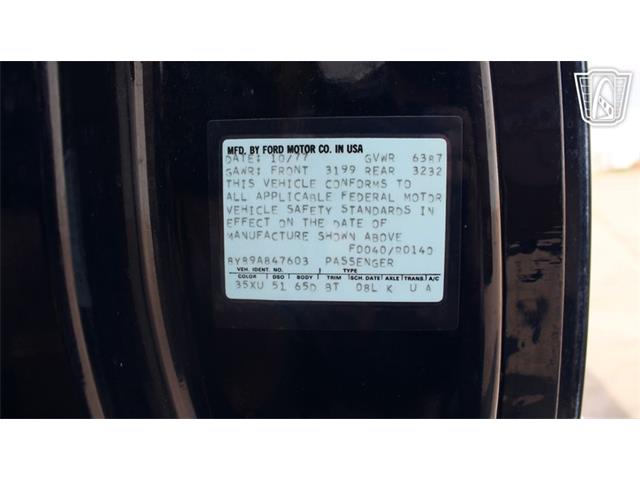 MFD. BY FORD MOTOR CO. IN USA
DATE: 10/77 GVWR 6387
GAWR: FRONT 3199 REAR 3232
THIS VEHICLE CONFORMS TO
ALL APPLICABLE FEDERAL MOTOR
VEHICLE SAFETY STANDARDS IN
EFFECT ON THE DATE OF
MANUFACTURE SHOWN ABOVE
F0040/R0140
8Y89A847603 PASSENGER
VEH. IDENT. NO. TYPE
COLOR DSO BODY TRIM SCH. DATE AXLE TRANS. A/C
35XU 51 65D BT 08L K U A